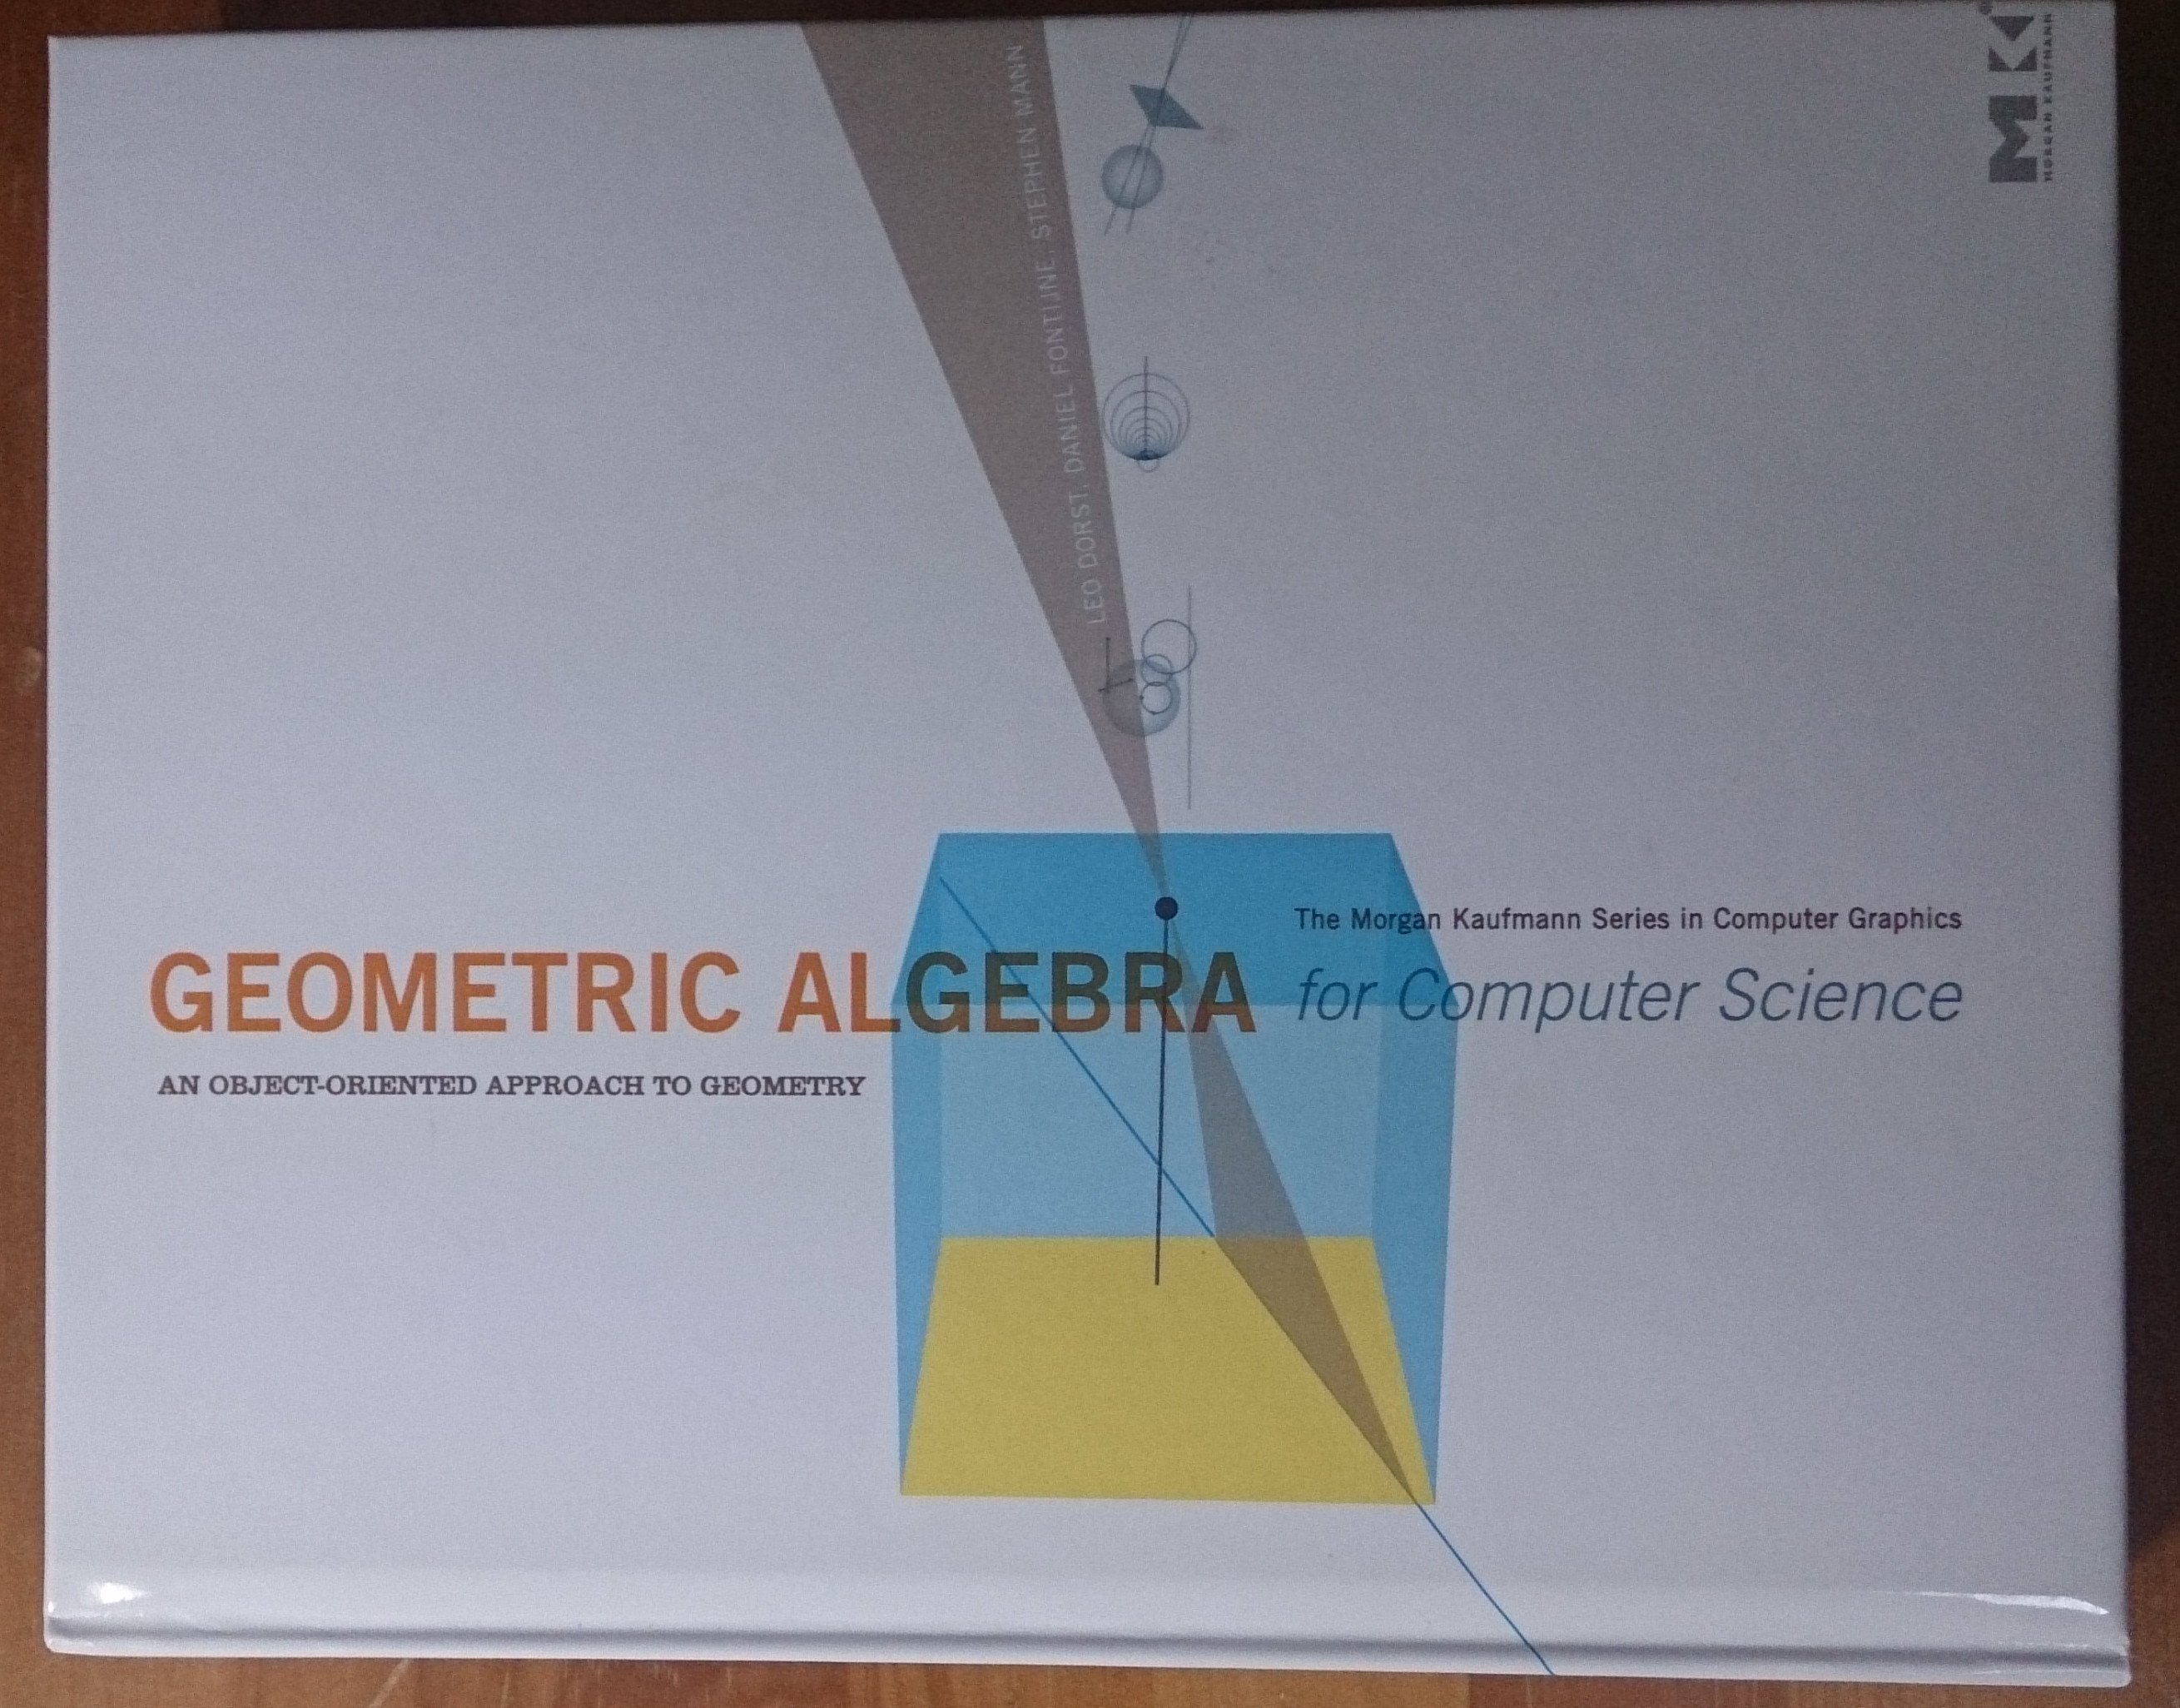 LEO DORST, DANIEL FONTIJNE, STEPHEN MANN
MK
MORGAN KAUFMANN
The Morgan Kaufmann Series in Computer Graphics
GEOMETRIC ALGEBRA for Computer Science
AN OBJECT-ORIENTED APPROACH TO GEOMETRY